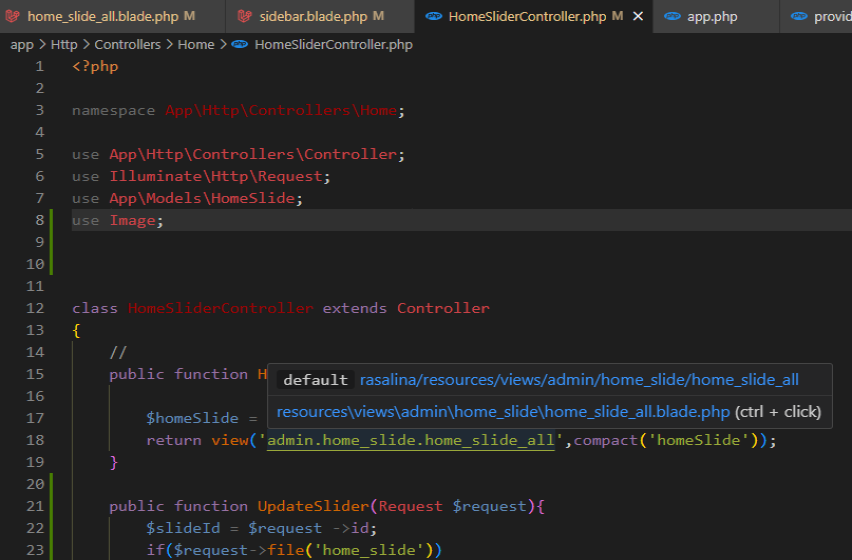 home_slide_all.blade.php M
sidebar.blade.php M
HomeSliderController.php M
app.php
provid
app > Http > Controllers > Home > HomeSliderController.php
1 <?php
2
3 namespace App\Http\Controllers\Home;
4
5 use App\Http\Controllers\Controller;
6 use Illuminate\Http\Request;
7 use App\Models\HomeSlide;
8 use Image;
9
10
11
12 class HomeSliderController extends Controller
13 {
14 //
15 public function H
default rasalina/resources/views/admin/home_slide/home_slide_all
16
resources\views\admin\home_slide\home_slide_all.blade.php (ctrl + click)
17 $homeSlide =
18 return view('admin.home_slide.home_slide_all',compact('homeSlide'));
19 }
20
21 public function UpdateSlider(Request $request){
22 $slideId = $request ->id;
23 if($request->file('home_slide'))